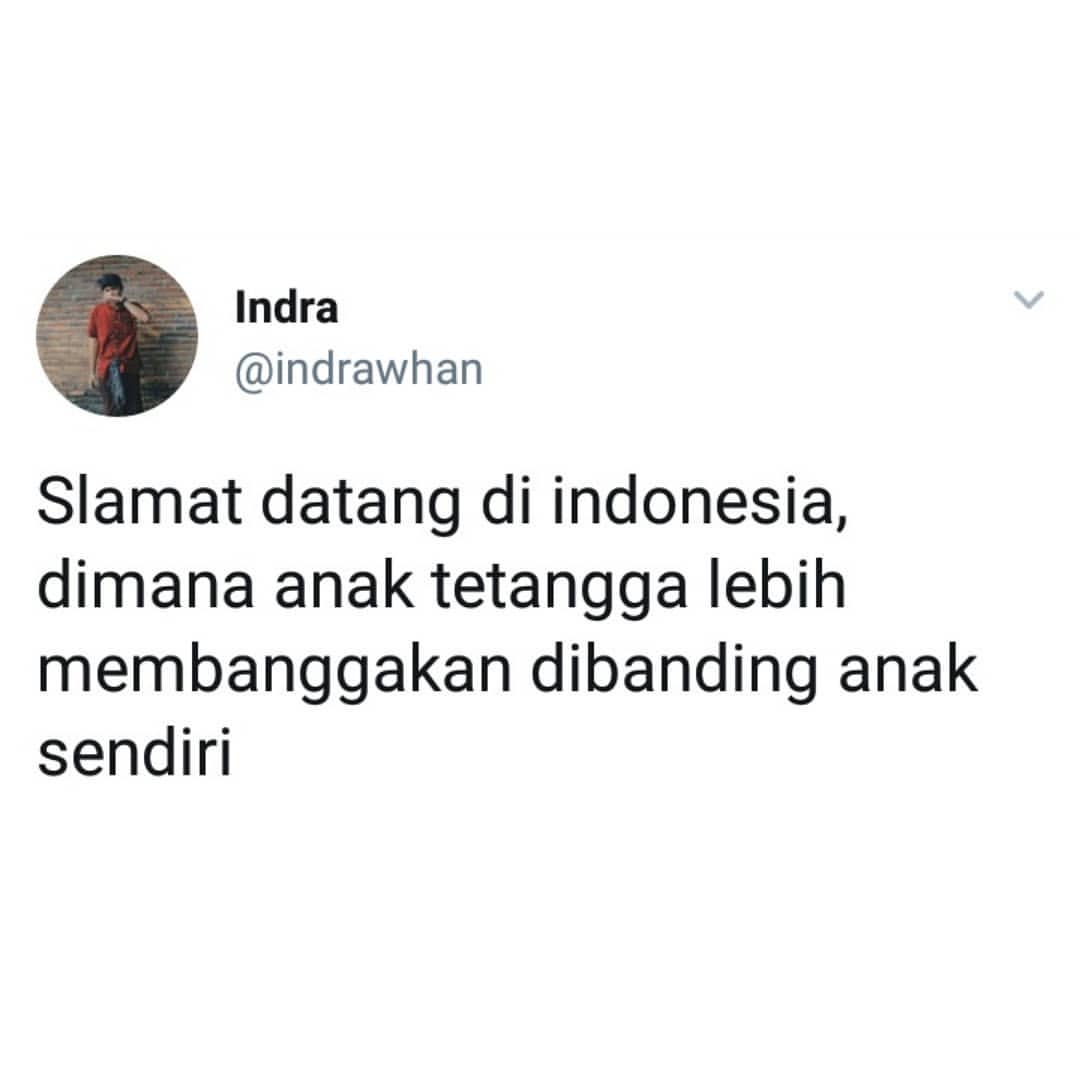 Indra
@indrawhan
Slamat datang di indonesia,
dimana anak tetangga lebih
membanggakan dibanding anak
sendiri